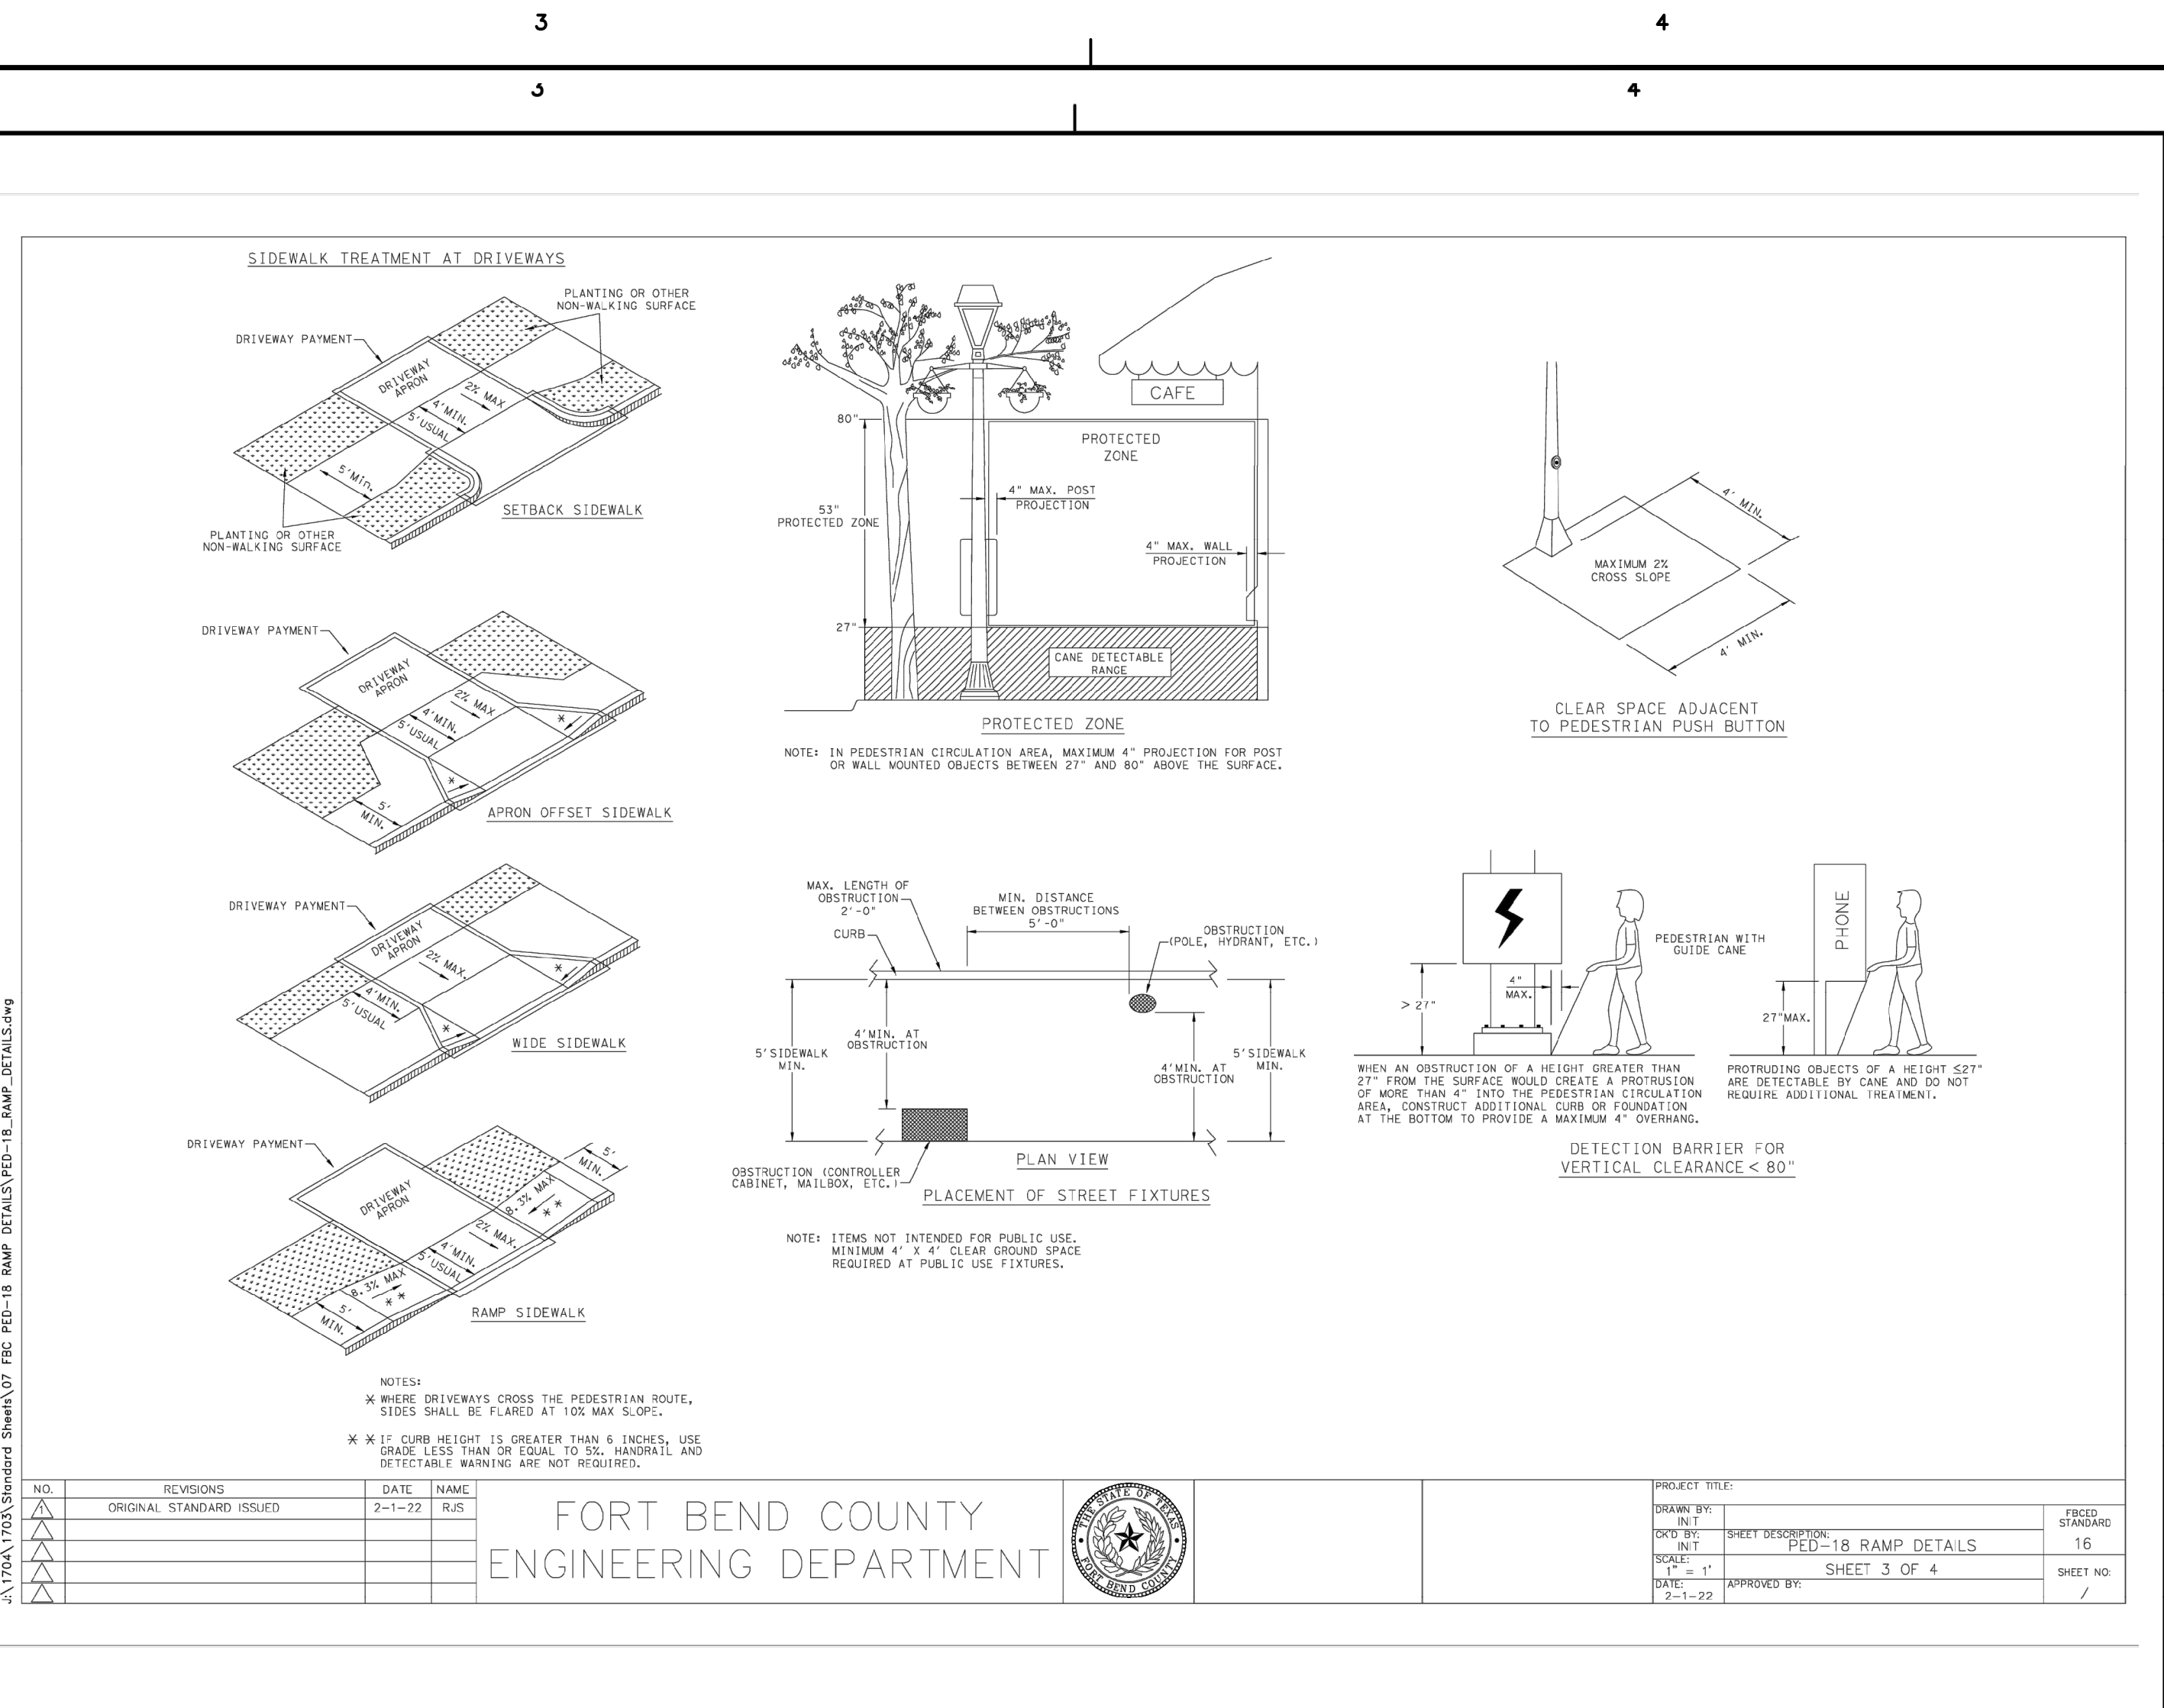 3
4
3
4
SIDEWALK TREATMENT AT DRIVEWAYS
PLANTING OR OTHER
NON-WALKING SURFACE
DRIVEWAY PAYMENT
DRIVEWAY
APRON
2% MAX
4'MIN.
5'USUAL
5'Min.
SETBACK SIDEWALK
PLANTING OR OTHER
NON-WALKING SURFACE
DRIVEWAY PAYMENT
DRIVEWAY
APRON
2% MAX
4'MIN.
5'USUAL
*
*
5'
MIN.
APRON OFFSET SIDEWALK
DRIVEWAY PAYMENT
DRIVEWAY
APRON
2% MAX.
4'MIN.
5'USUAL
*
*
WIDE SIDEWALK
DRIVEWAY PAYMENT
DRIVEWAY
APRON
5'
MIN.
8.3% MAX
* *
2% MAX.
4'MIN.
5'USUAL
8.3% MAX
* *
5'
MIN.
RAMP SIDEWALK
NOTES:
* WHERE DRIVEWAYS CROSS THE PEDESTRIAN ROUTE,
SIDES SHALL BE FLARED AT 10% MAX SLOPE.
* * IF CURB HEIGHT IS GREATER THAN 6 INCHES, USE
GRADE LESS THAN OR EQUAL TO 5%. HANDRAIL AND
DETECTABLE WARNING ARE NOT REQUIRED.
CAFE
80"
PROTECTED
ZONE
4" MAX. POST
PROJECTION
53"
PROTECTED ZONE
4" MAX. WALL
PROJECTION
27"
CANE DETECTABLE
RANGE
PROTECTED ZONE
NOTE: IN PEDESTRIAN CIRCULATION AREA, MAXIMUM 4" PROJECTION FOR POST
OR WALL MOUNTED OBJECTS BETWEEN 27" AND 80" ABOVE THE SURFACE.
MAX. LENGTH OF
OBSTRUCTION
2'-0"
CURB
MIN. DISTANCE
BETWEEN OBSTRUCTIONS
5'-0"
OBSTRUCTION
(POLE, HYDRANT, ETC.)
4'MIN. AT
OBSTRUCTION
5'SIDEWALK
MIN.
4'MIN. AT
OBSTRUCTION
5'SIDEWALK
MIN.
OBSTRUCTION (CONTROLLER
CABINET, MAILBOX, ETC.)
PLAN VIEW
PLACEMENT OF STREET FIXTURES
NOTE: ITEMS NOT INTENDED FOR PUBLIC USE.
MINIMUM 4' X 4' CLEAR GROUND SPACE
REQUIRED AT PUBLIC USE FIXTURES.
4' MIN.
MAXIMUM 2%
CROSS SLOPE
4' MIN.
CLEAR SPACE ADJACENT
TO PEDESTRIAN PUSH BUTTON
PEDESTRIAN WITH
GUIDE CANE
4"
MAX.
> 27"
PHONE
27"MAX.
WHEN AN OBSTRUCTION OF A HEIGHT GREATER THAN
27" FROM THE SURFACE WOULD CREATE A PROTRUSION
OF MORE THAN 4" INTO THE PEDESTRIAN CIRCULATION
AREA, CONSTRUCT ADDITIONAL CURB OR FOUNDATION
AT THE BOTTOM TO PROVIDE A MAXIMUM 4" OVERHANG.
PROTRUDING OBJECTS OF A HEIGHT ≤27"
ARE DETECTABLE BY CANE AND DO NOT
REQUIRE ADDITIONAL TREATMENT.
DETECTION BARRIER FOR
VERTICAL CLEARANCE < 80"
J:\1704\1703\Standard Sheets\07 FBC PED-18 RAMP DETAILS\PED-18_RAMP_DETAILS.dwg
NO. REVISIONS DATE NAME
1 ORIGINAL STANDARD ISSUED 2-1-22 RJS
FORT BEND COUNTY
ENGINEERING DEPARTMENT
THE STATE OF TEXAS
FORT BEND COUNTY
PROJECT TITLE:
DRAWN BY:
INIT
CK'D BY:
INIT
SCALE:
1" = 1'
DATE:
2-1-22
SHEET DESCRIPTION:
PED-18 RAMP DETAILS
SHEET 3 OF 4
APPROVED BY:
FBCED
STANDARD
16
SHEET NO:
/